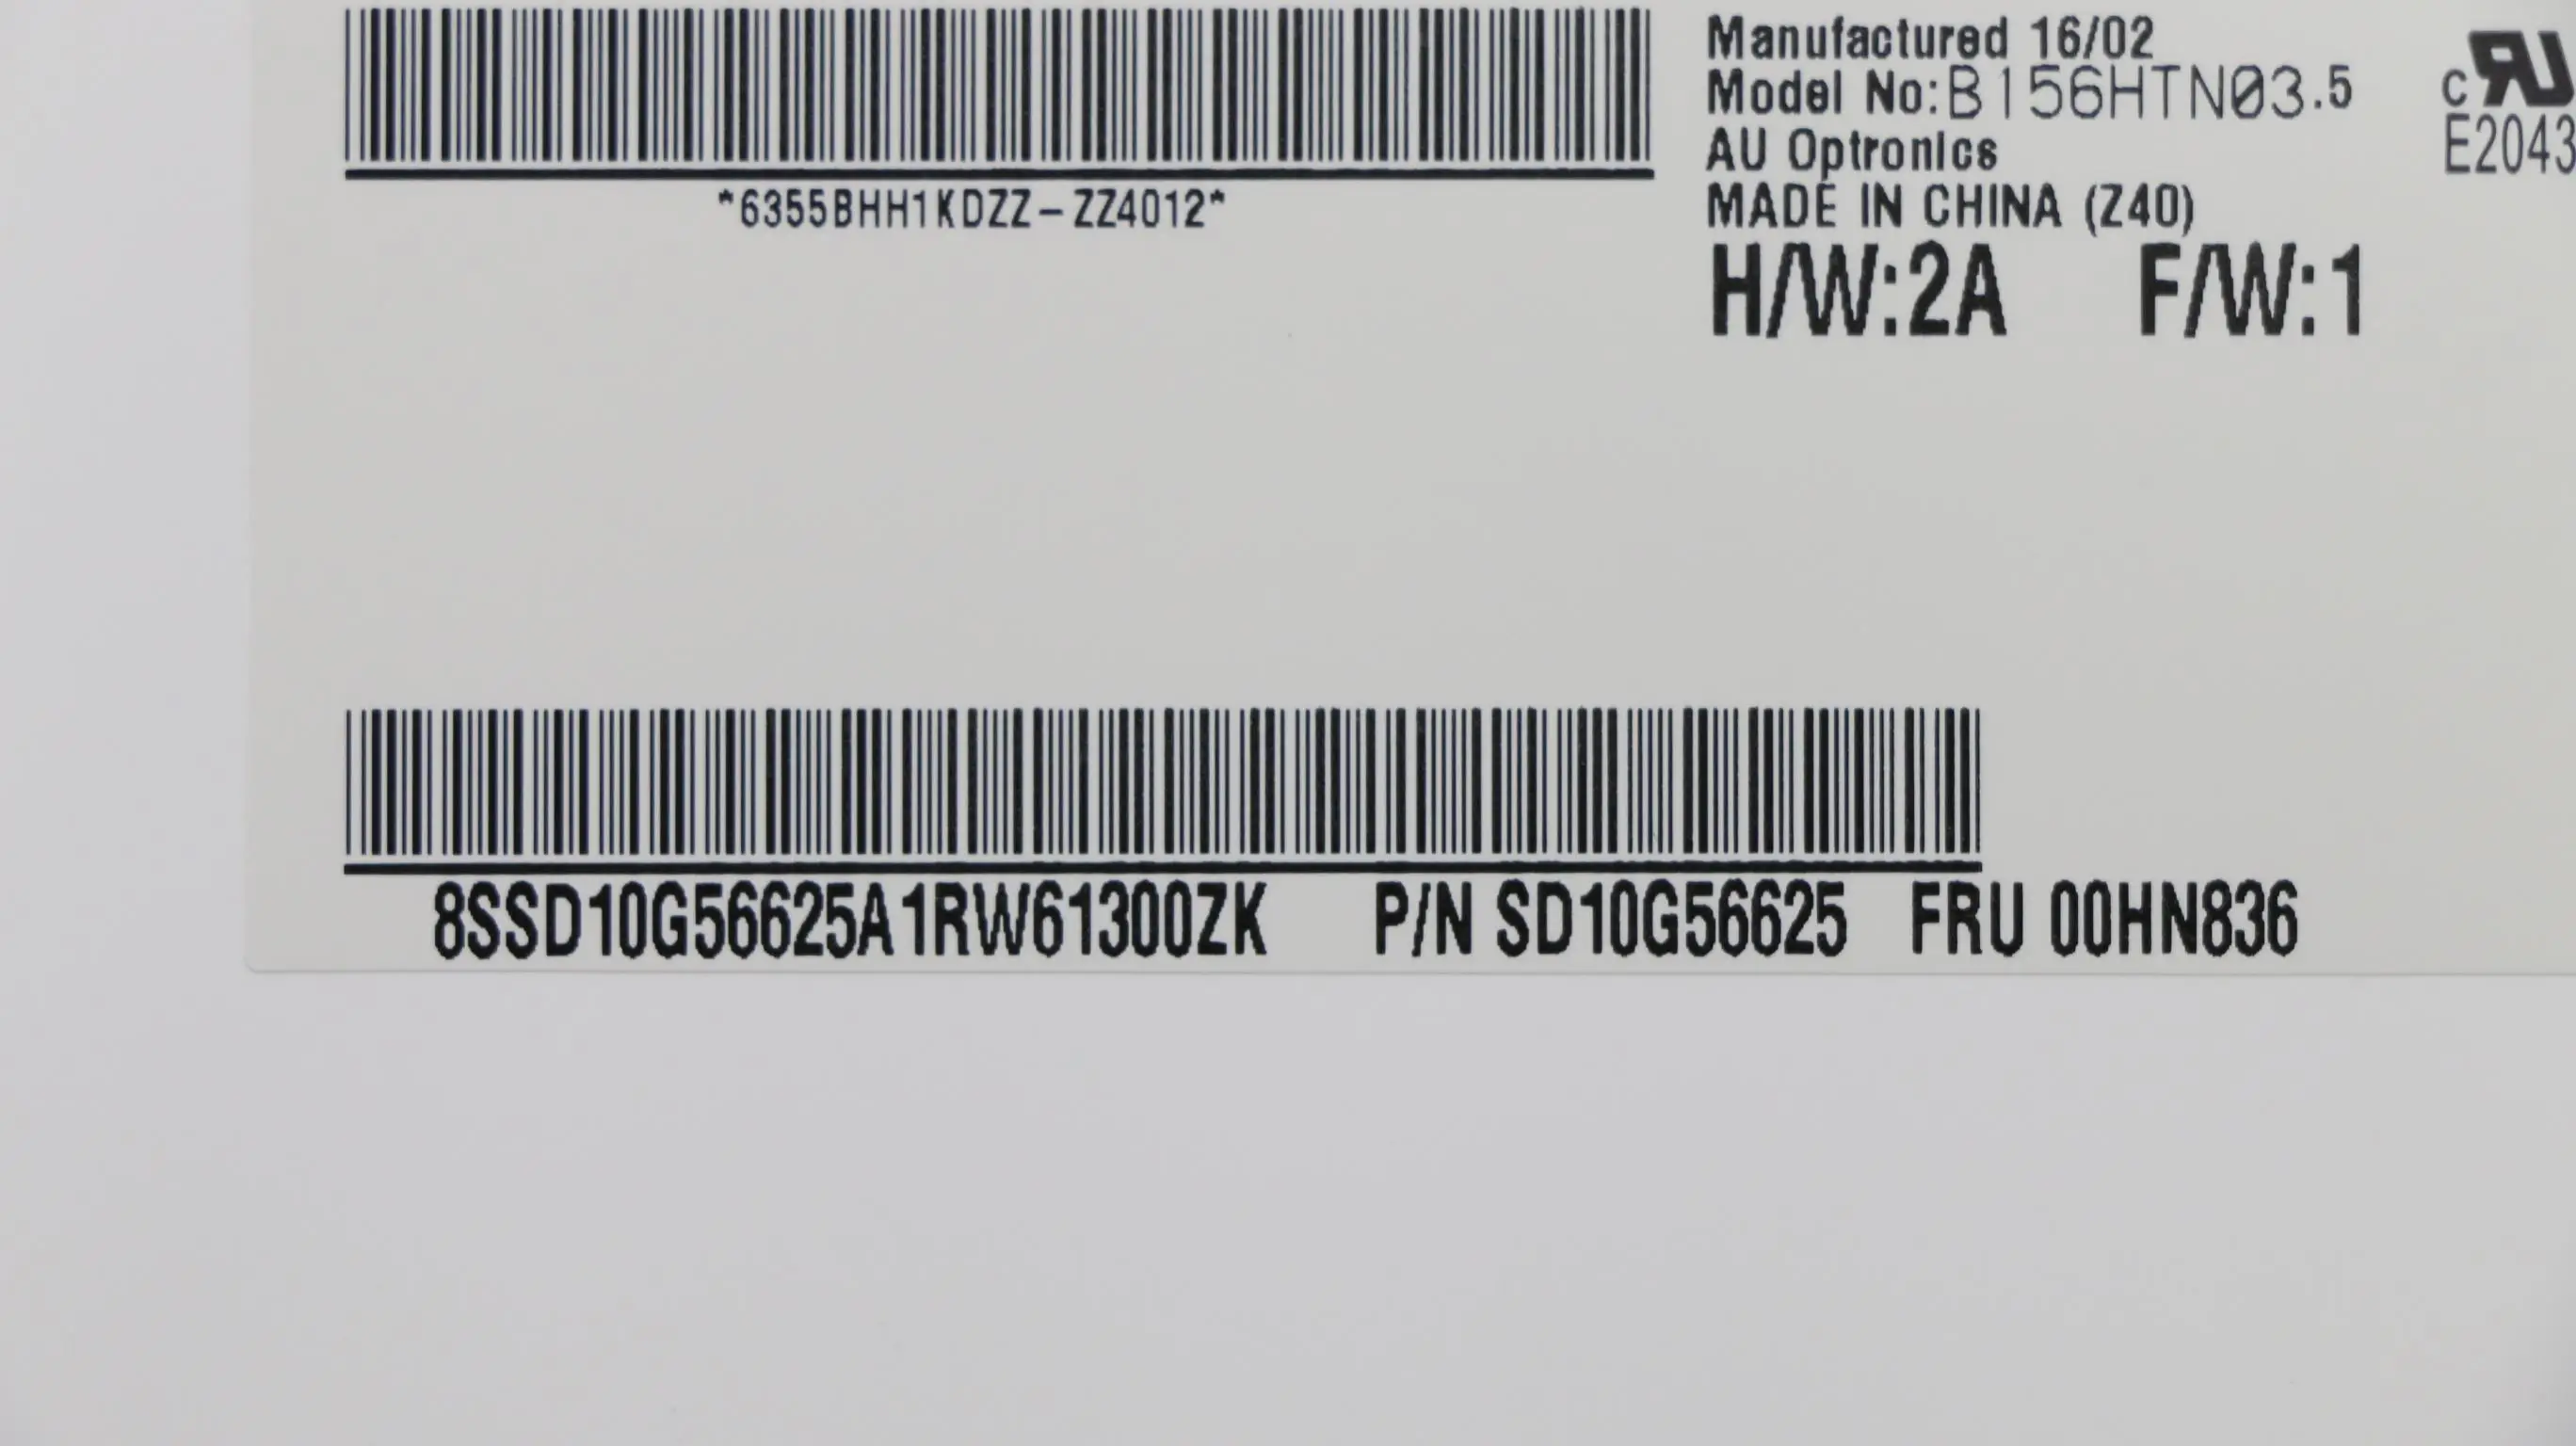 Manufactured 16/02
Model No:B156HTN03.5
AU Optronics
MADE IN CHINA (Z40)
H/W:2A F/W:1
c RU
E2043
*6355BHH1KDZZ-ZZ4012*
8SSD10G56625A1RW61300ZK P/N SD10G56625 FRU 00HN836